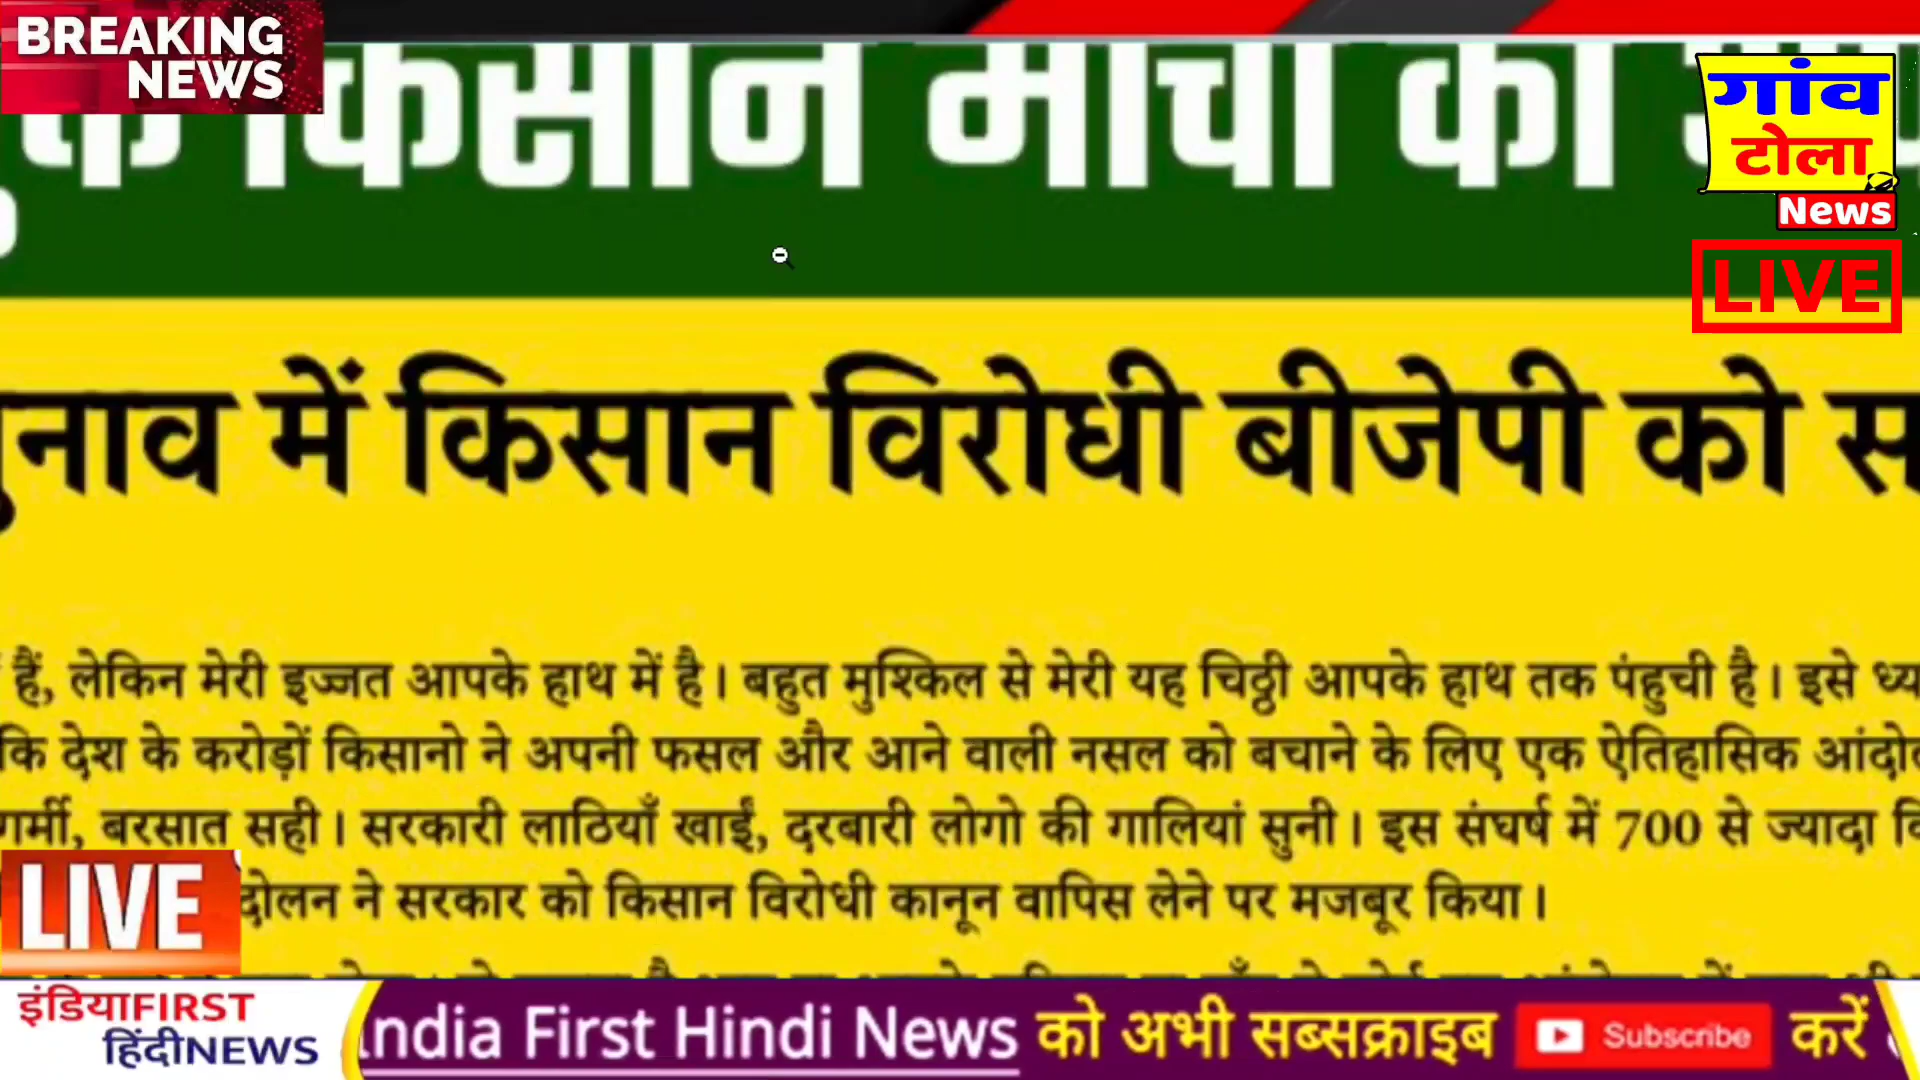 BREAKING
NEWS
किसान मोर्चा की
गांव
टोला
News
LIVE
में किसान विरोधी बीजेपी को
हैं, लेकिन मेरी इज्जत आपके हाथ में है। बहुत मुश्किल से मेरी यह चिठ्ठी आपके हाथ तक पंहुची है। इसे
कि देश के करोड़ों किसानो ने अपनी फसल और आने वाली नसल को बचाने के लिए एक ऐतिहासिक
गर्मी, बरसात सही। सरकारी लाठियाँ खाईं, दरबारी लोगो की गालियां सुनी। इस संघर्ष में 700 से ज्यादा
LIVE
दोलन ने सरकार को किसान विरोधी कानून वापिस लेने पर मजबूर किया।
इंडियाFIRST
हिंदीNEWS
India First Hindi News को अभी सब्सक्राइब Subscribe करें